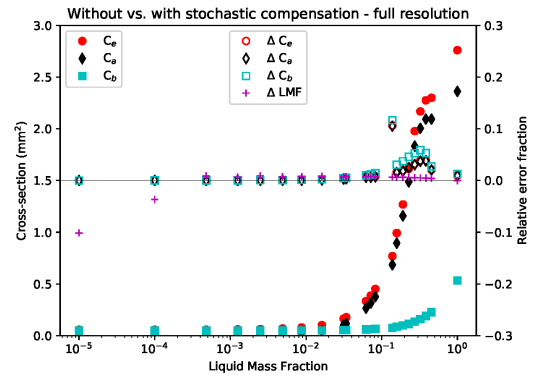 Without vs. with stochastic compensation - full resolution
C_e
C_a
C_b
Δ C_e
Δ C_a
Δ C_b
Δ LMF
Cross-section (mm²)
3.0
2.5
2.0
1.5
1.0
0.5
0.0
0.3
0.2
0.1
0.0
−0.1
−0.2
−0.3
Relative error fraction
10⁻⁵
10⁻⁴
10⁻³
10⁻²
10⁻¹
10⁰
Liquid Mass Fraction